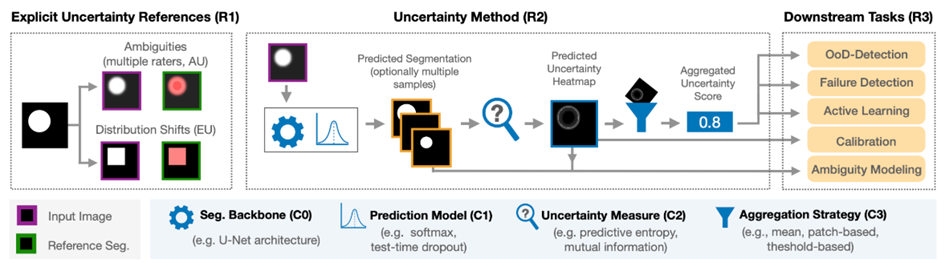 Explicit Uncertainty References (R1)
Ambiguities
(multiple raters, AU)
Distribution Shifts (EU)
Input Image
Reference Seg.
Uncertainty Method (R2)
Predicted Segmentation
(optionally multiple
samples)
Predicted
Uncertainty
Heatmap
Aggregated
Uncertainty
Score
0.8
Downstream Tasks (R3)
OoD-Detection
Failure Detection
Active Learning
Calibration
Ambiguity Modeling
Seg. Backbone (C0)
(e.g. U-Net architecture)
Prediction Model (C1)
(e.g. softmax,
test-time dropout)
Uncertainty Measure (C2)
(e.g. predictive entropy,
mutual information)
Aggregation Strategy (C3)
(e.g., mean, patch-based,
theshold-based)